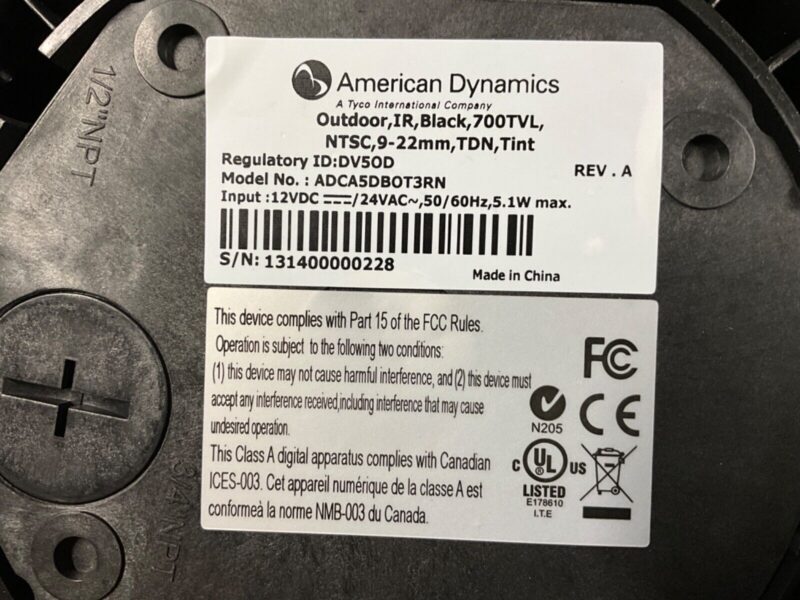 American Dynamics
A Tyco International Company
Outdoor,IR,Black,700TVL,
NTSC,9-22mm,TDN,Tint
Regulatory ID:DV5OD
REV . A
Model No. : ADCA5DBOT3RN
Input :12VDC ⎓/24VAC~,50/60Hz,5.1W max.
S/N: 131400000228
Made in China
This device complies with Part 15 of the FCC Rules.
Operation is subject to the following two conditions:
(1) this device may not cause harmful interference, and (2) this device must
accept any interference received,including interference that may cause
undesired operation.
This Class A digital apparatus complies with Canadian
ICES-003. Cet appareil numérique de la classe A est
conformeà la norme NMB-003 du Canada.
FC
N205
CE
C UL US
®
LISTED
E178610
I.T.E
1/2"NPT
3/4"NPT